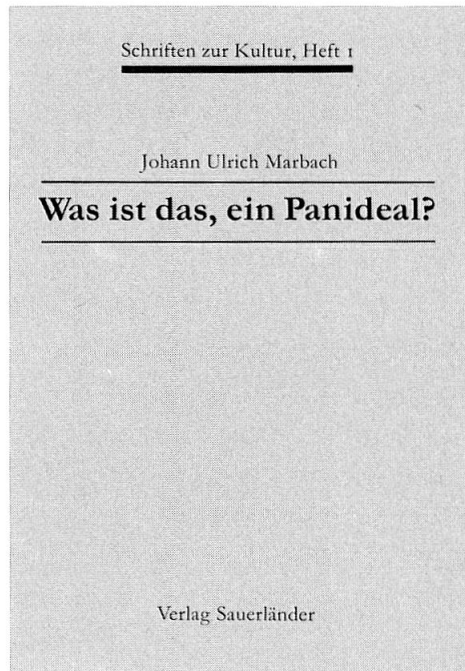 Schriften zur Kultur, Heft 1
Johann Ulrich Marbach
Was ist das, ein Panideal?
Verlag Sauerländer